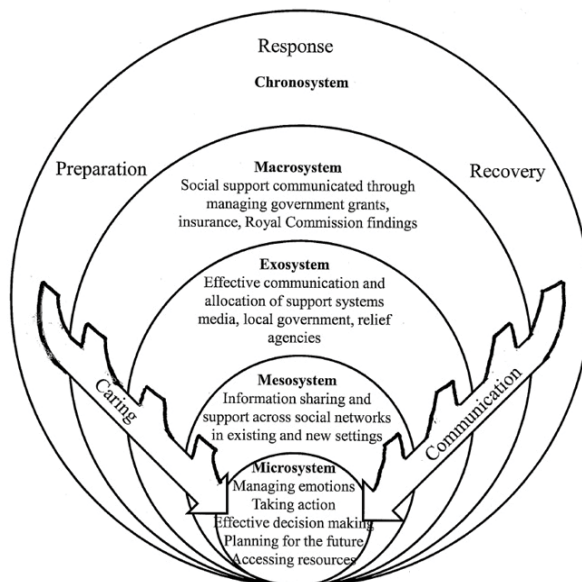 Response
Chronosystem
Preparation
Recovery
Macrosystem
Social support communicated through
managing government grants,
insurance, Royal Commission findings
Exosystem
Effective communication and
allocation of support systems
media, local government, relief
agencies
Mesosystem
Information sharing and
support across social networks
in existing and new settings
Caring
Communication
Microsystem
Managing emotions
Taking action
Effective decision making
Planning for the future
Accessing resources